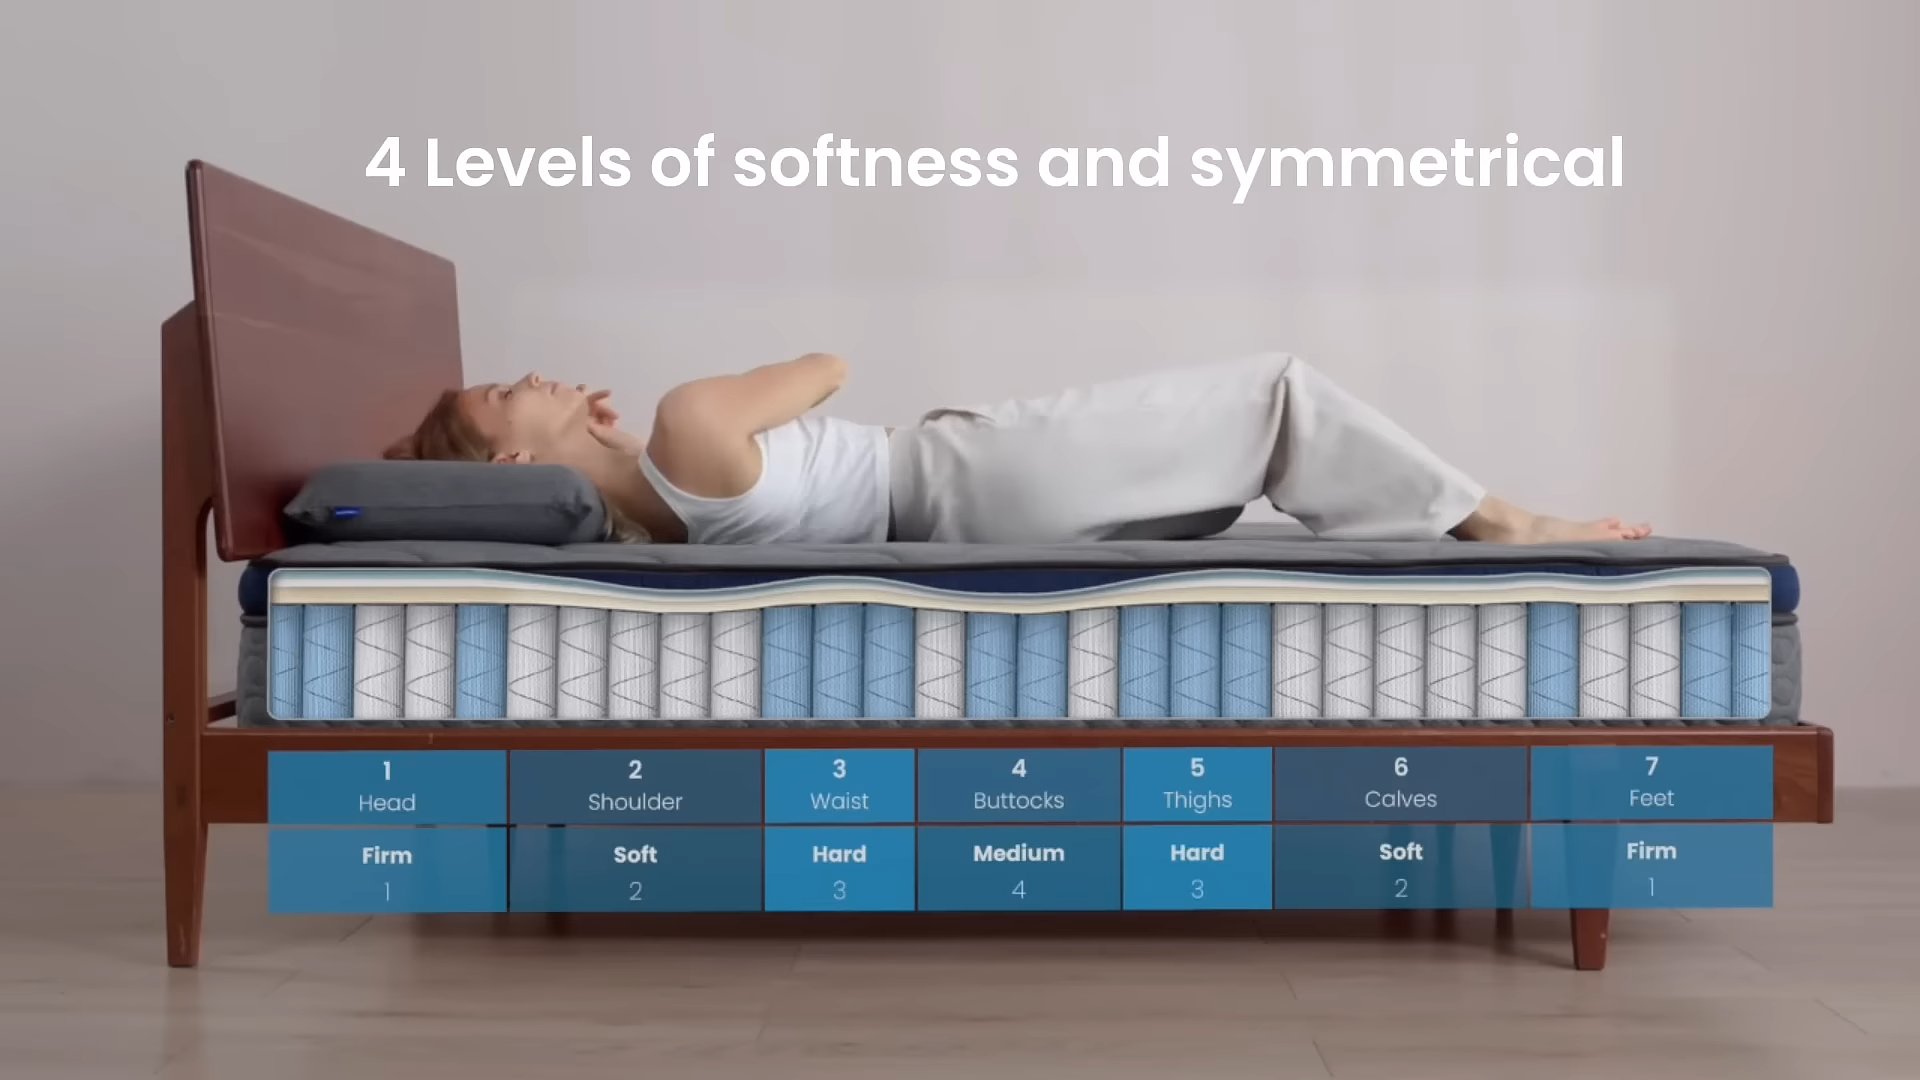 4 Levels of softness and symmetrical
1 2 3 4 5 6 7
Head Shoulder Waist Buttocks Thighs Calves Feet
Firm Soft Hard Medium Hard Soft Firm
1 2 3 4 3 2 1